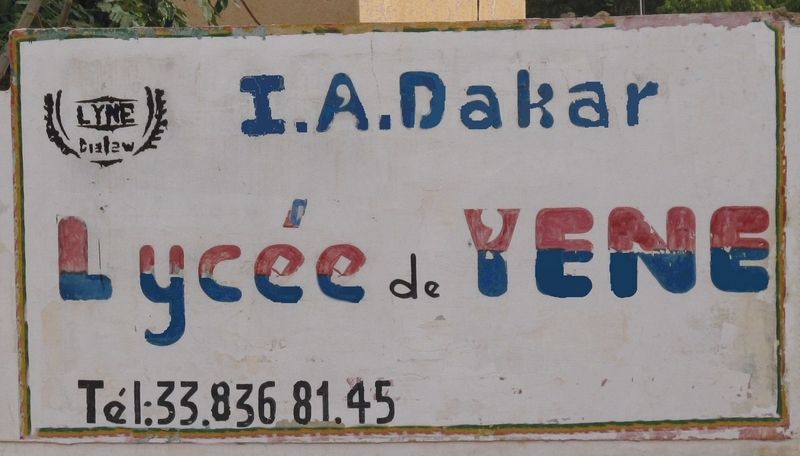 LYNE
I.A.Dakar
Lycée de YENE
Tél:33.836 81.45